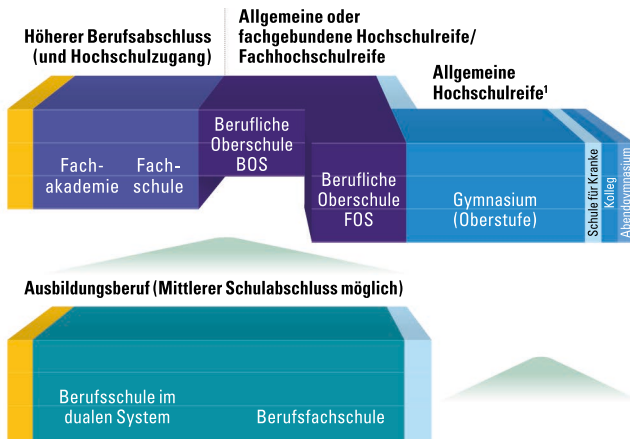 Höherer Berufsabschluss
(und Hochschulzugang)
Allgemeine oder
fachgebundene Hochschulreife/
Fachhochschulreife
Allgemeine
Hochschulreife¹
Fach-
akademie
Fach-
schule
Berufliche
Oberschule
BOS
Berufliche
Oberschule
FOS
Gymnasium
(Oberstufe)
Schule für Kranke
Kolleg
Abendgymnasium
Ausbildungsberuf (Mittlerer Schulabschluss möglich)
Berufsschule im
dualen System
Berufsfachschule